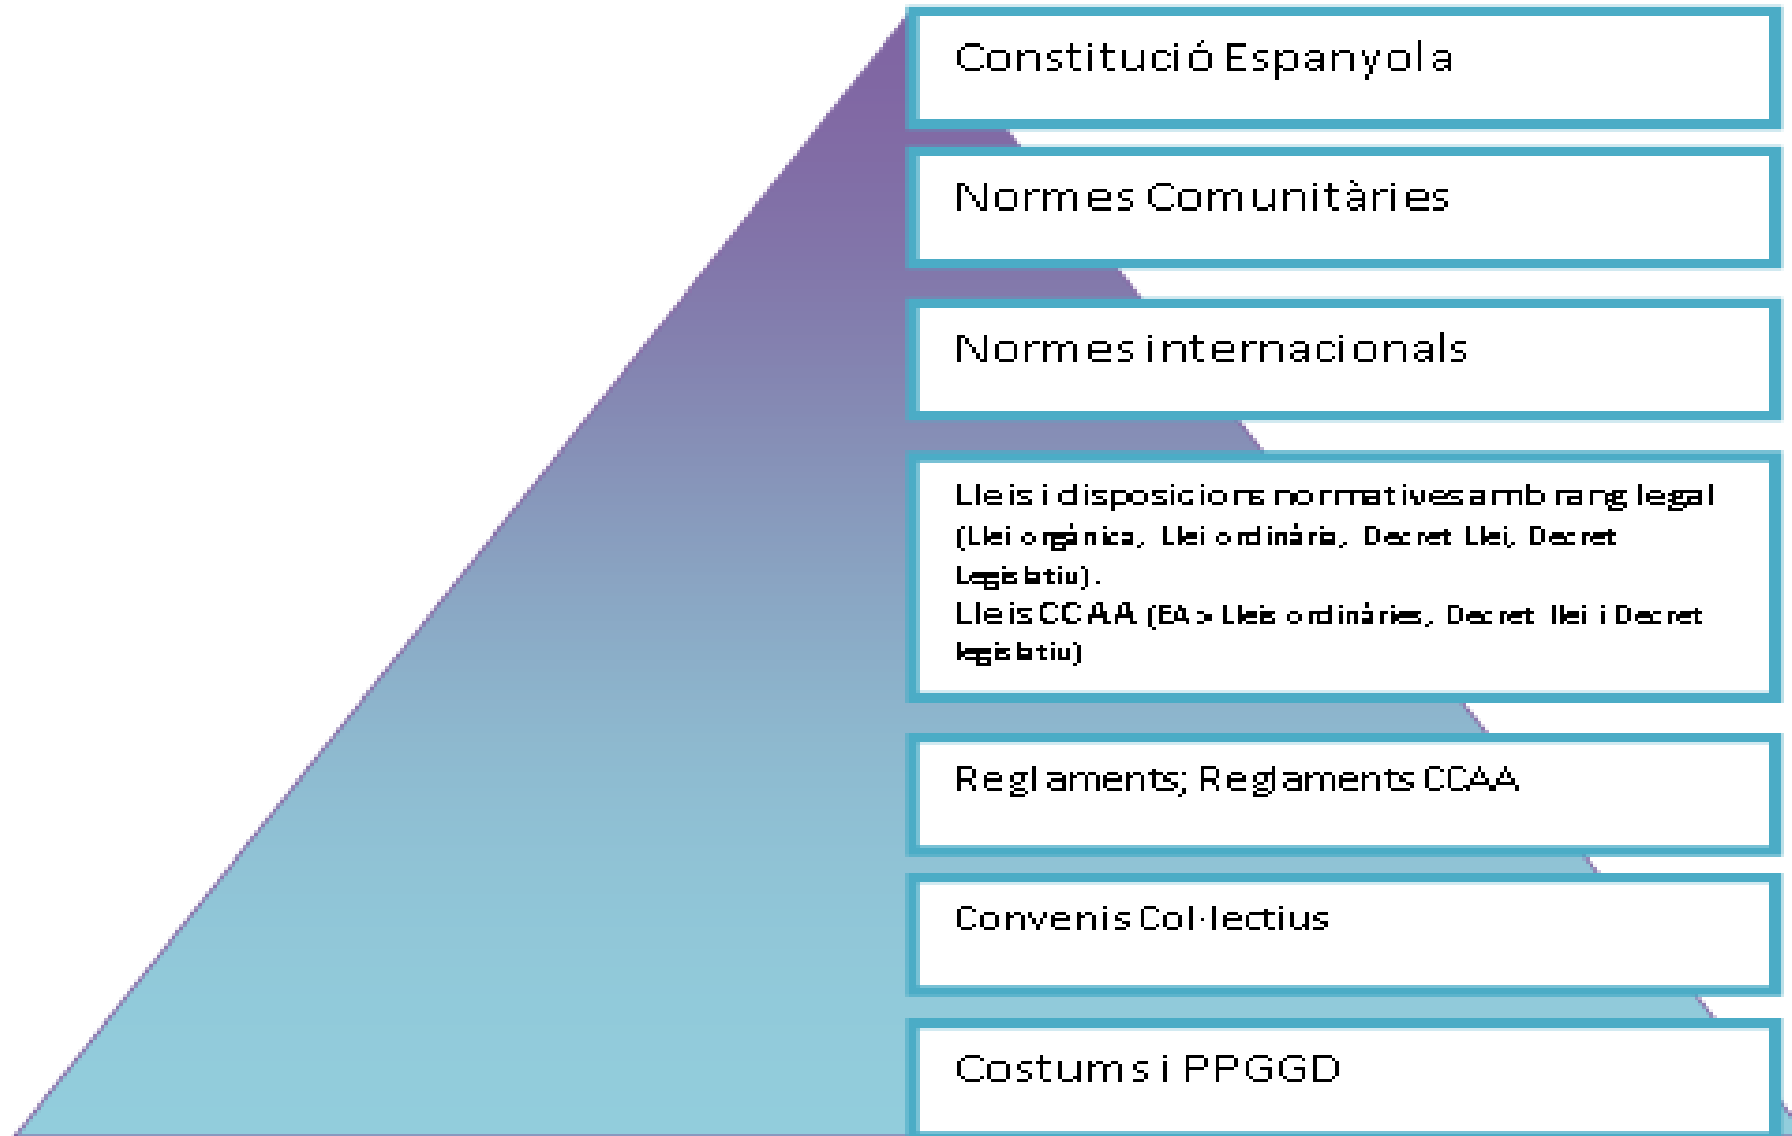 Constitució Espanyola
Normes Comunitàries
Normes internacionals
Lleis i disposicions normatives amb rang legal
(Llei orgànica, Llei ordinària, Decret Llei, Decret
Legislatiu).
Lleis CCAA (EA > Lleis ordinàries, Decret llei i Decret
legislatiu)
Reglaments; Reglaments CCAA
Convenis Col·lectius
Costums i PPGGD